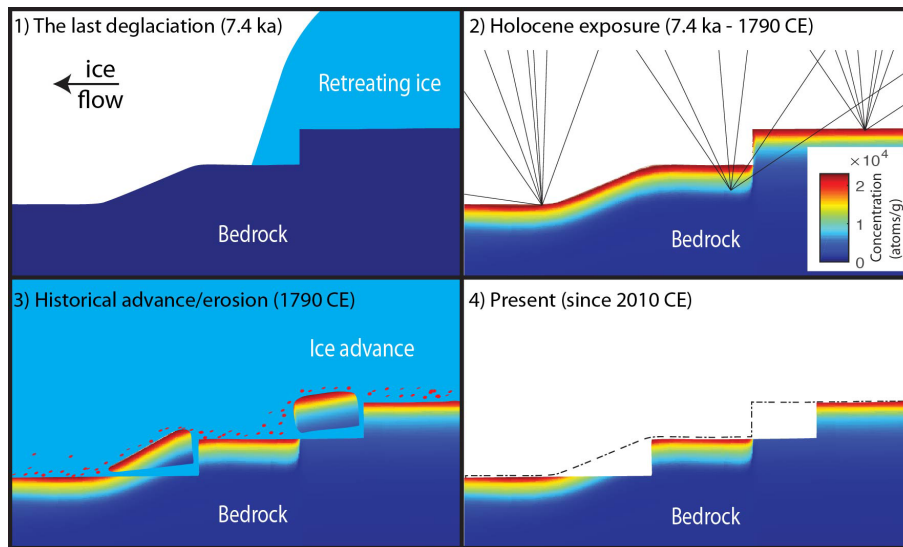 1) The last deglaciation (7.4 ka)
ice
flow
Retreating ice
Bedrock
2) Holocene exposure (7.4 ka - 1790 CE)
× 10⁴
2
1
0
Concentration
(atoms/g)
Bedrock
3) Historical advance/erosion (1790 CE)
Ice advance
Bedrock
4) Present (since 2010 CE)
Bedrock